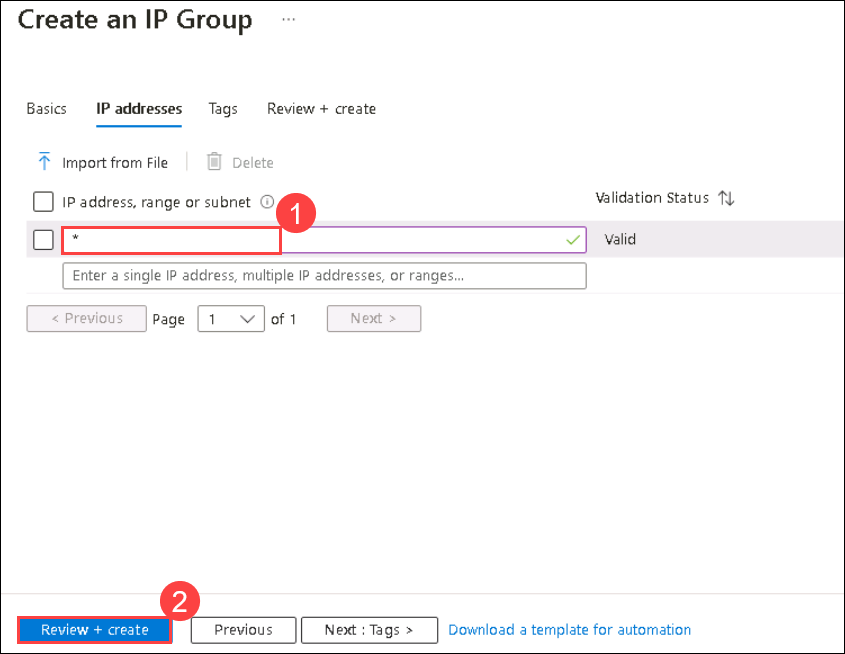 Create an IP Group ...
Basics IP addresses Tags Review + create
Import from File Delete
IP address, range or subnet Validation Status
1
* Valid
Enter a single IP address, multiple IP addresses, or ranges...
< Previous Page 1 of 1 Next >
2
Review + create Previous Next : Tags > Download a template for automation